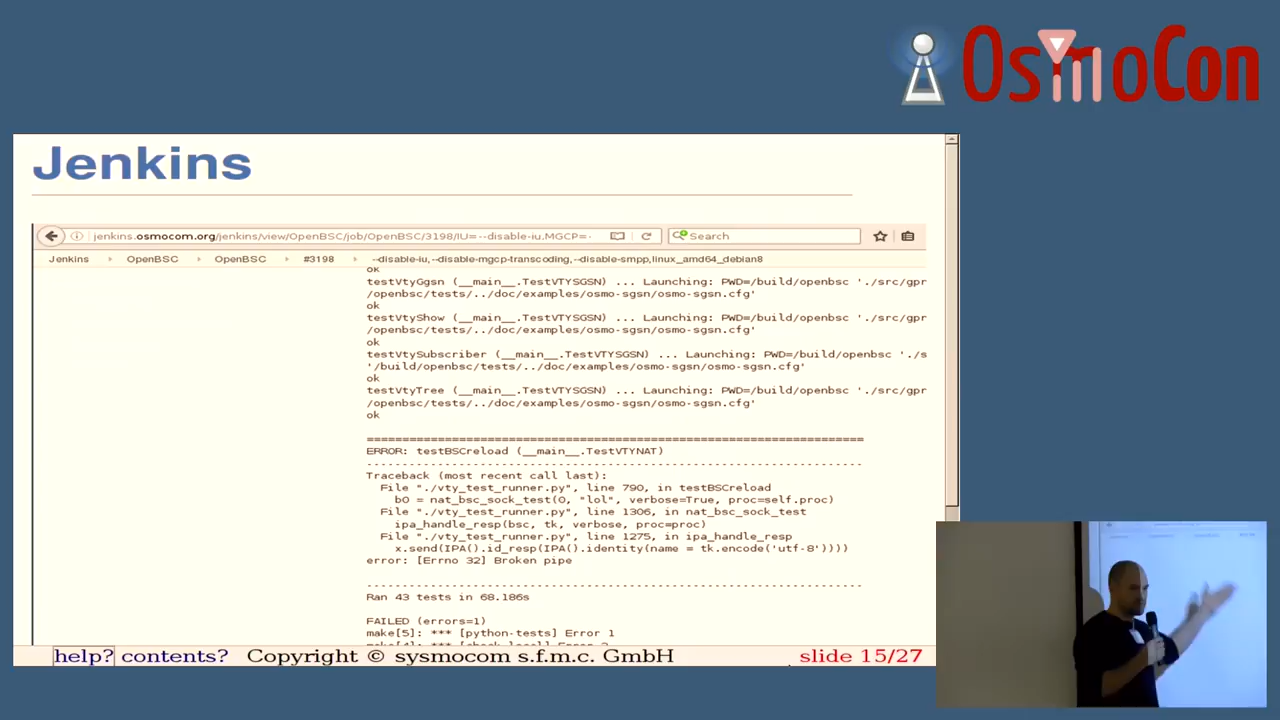 OsmoCon
Jenkins
jenkins.osmocom.org/jenkins/view/OpenBSC/job/OpenBSC/3198/IU=--disable-iu,MGCP=-
Search
Jenkins
OpenBSC
OpenBSC
#3198
--disable-iu,--disable-mgcp-transcoding,--disable-smpp,linux_amd64_debian8
ok
testVtyGgsn (__main__.TestVTYSGSN) ... Launching: PWD=/build/openbsc './src/gpr
/openbsc/tests/../doc/examples/osmo-sgsn/osmo-sgsn.cfg'
ok
testVtyShow (__main__.TestVTYSGSN) ... Launching: PWD=/build/openbsc './src/gpr
/openbsc/tests/../doc/examples/osmo-sgsn/osmo-sgsn.cfg'
ok
testVtySubscriber (__main__.TestVTYSGSN) ... Launching: PWD=/build/openbsc './s
'/build/openbsc/tests/../doc/examples/osmo-sgsn/osmo-sgsn.cfg'
ok
testVtyTree (__main__.TestVTYSGSN) ... Launching: PWD=/build/openbsc './src/gpr
/openbsc/tests/../doc/examples/osmo-sgsn/osmo-sgsn.cfg'
ok
======================================================================
ERROR: testBSCreload (__main__.TestVTYNAT)
----------------------------------------------------------------------
Traceback (most recent call last):
File "./vty_test_runner.py", line 790, in testBSCreload
b0 = nat_bsc_sock_test(0, "lol", verbose=True, proc=self.proc)
File "./vty_test_runner.py", line 1306, in nat_bsc_sock_test
ipa_handle_resp(bsc, tk, verbose, proc=proc)
File "./vty_test_runner.py", line 1275, in ipa_handle_resp
x.send(IPA().id_resp(IPA().identity(name = tk.encode('utf-8'))))
error: [Errno 32] Broken pipe
----------------------------------------------------------------------
Ran 43 tests in 68.186s
FAILED (errors=1)
make[5]: *** [python-tests] Error 1
help? contents? Copyright © sysmocom s.f.m.c. GmbH slide 15/27